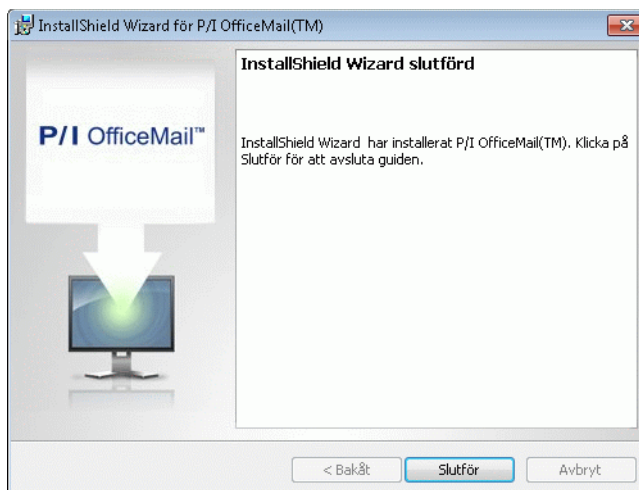 InstallShield Wizard för P/I OfficeMail(TM)
InstallShield Wizard slutförd
P/I OfficeMail™
InstallShield Wizard har installerat P/I OfficeMail(TM). Klicka på
Slutför för att avsluta guiden.
< Bakåt
Slutför
Avbryt